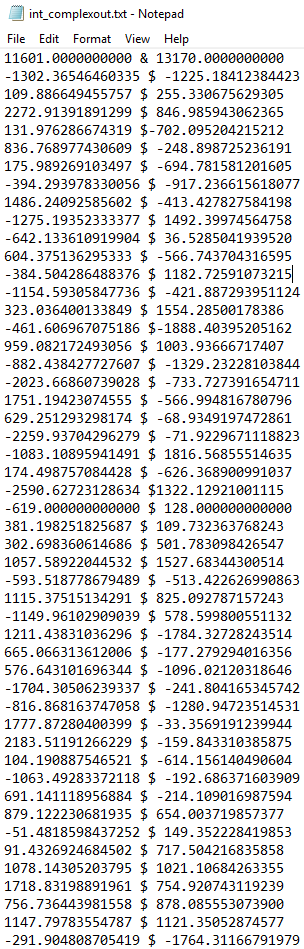 int_complexout.txt - Notepad
File Edit Format View Help
11601.0000000000 & 13170.0000000000
-1302.36546460335 $ -1225.18412384423
109.886649455757 $ 255.330675629305
2272.91391891299 $ 846.985943062365
131.976286674319 $-702.095204215212
836.768977430609 $ -248.898725236191
175.989269103497 $ -694.781581201605
-394.293978330056 $ -917.236615618077
1486.24092585602 $ -413.427827584198
-1275.19352333377 $ 1492.39974564758
-642.133610919904 $ 36.5285041939520
604.375136295333 $ -566.743704316595
-384.504286488376 $ 1182.72591073215
-1154.59305847736 $ -421.887293951124
323.036400133849 $ 1554.28500178386
-461.606967075186 $-1888.40395205162
959.082172493056 $ 1003.93666717407
-882.438427727607 $ -1329.23228103844
-2023.66860739028 $ -733.727391654711
1751.19423074555 $ -566.994816780796
629.251293298174 $ -68.9349197472861
-2259.93704296279 $ -71.9229671118823
-1083.10895941491 $ 1816.56855514635
174.498757084428 $ -626.368900991037
-2590.62723128634 $1322.12921001115
-619.000000000000 $ 128.000000000000
381.198251825687 $ 109.732363768243
302.698360614686 $ 501.783098426547
1057.58922044532 $ 1527.68344300514
-593.518778679489 $ -513.422626990863
1115.37515134291 $ 825.092787157243
-1149.96102909039 $ 578.599800551132
1211.43831036296 $ -1784.32728243514
665.066313612006 $ -177.279294016356
576.643101696344 $ -1096.02120318646
-1704.30506239337 $ -241.804165345742
-816.868163747058 $ -1280.94723514531
1777.87280400399 $ -33.3569191239944
2183.51191266229 $ -159.843310385875
104.190887546521 $ -614.156140490604
-1063.49283372118 $ -192.686371603909
691.141118956884 $ -214.109016987594
879.122230681935 $ 654.003719857377
-51.4818598437252 $ 149.352228419853
91.4326924684502 $ 717.504216835858
1078.14305203795 $ 1021.10684263355
1718.83198891961 $ 754.920743119239
756.736443981558 $ 878.085553073900
1147.79783554787 $ 1121.35052874577
-291.904808705419 $ -1764.31166791979